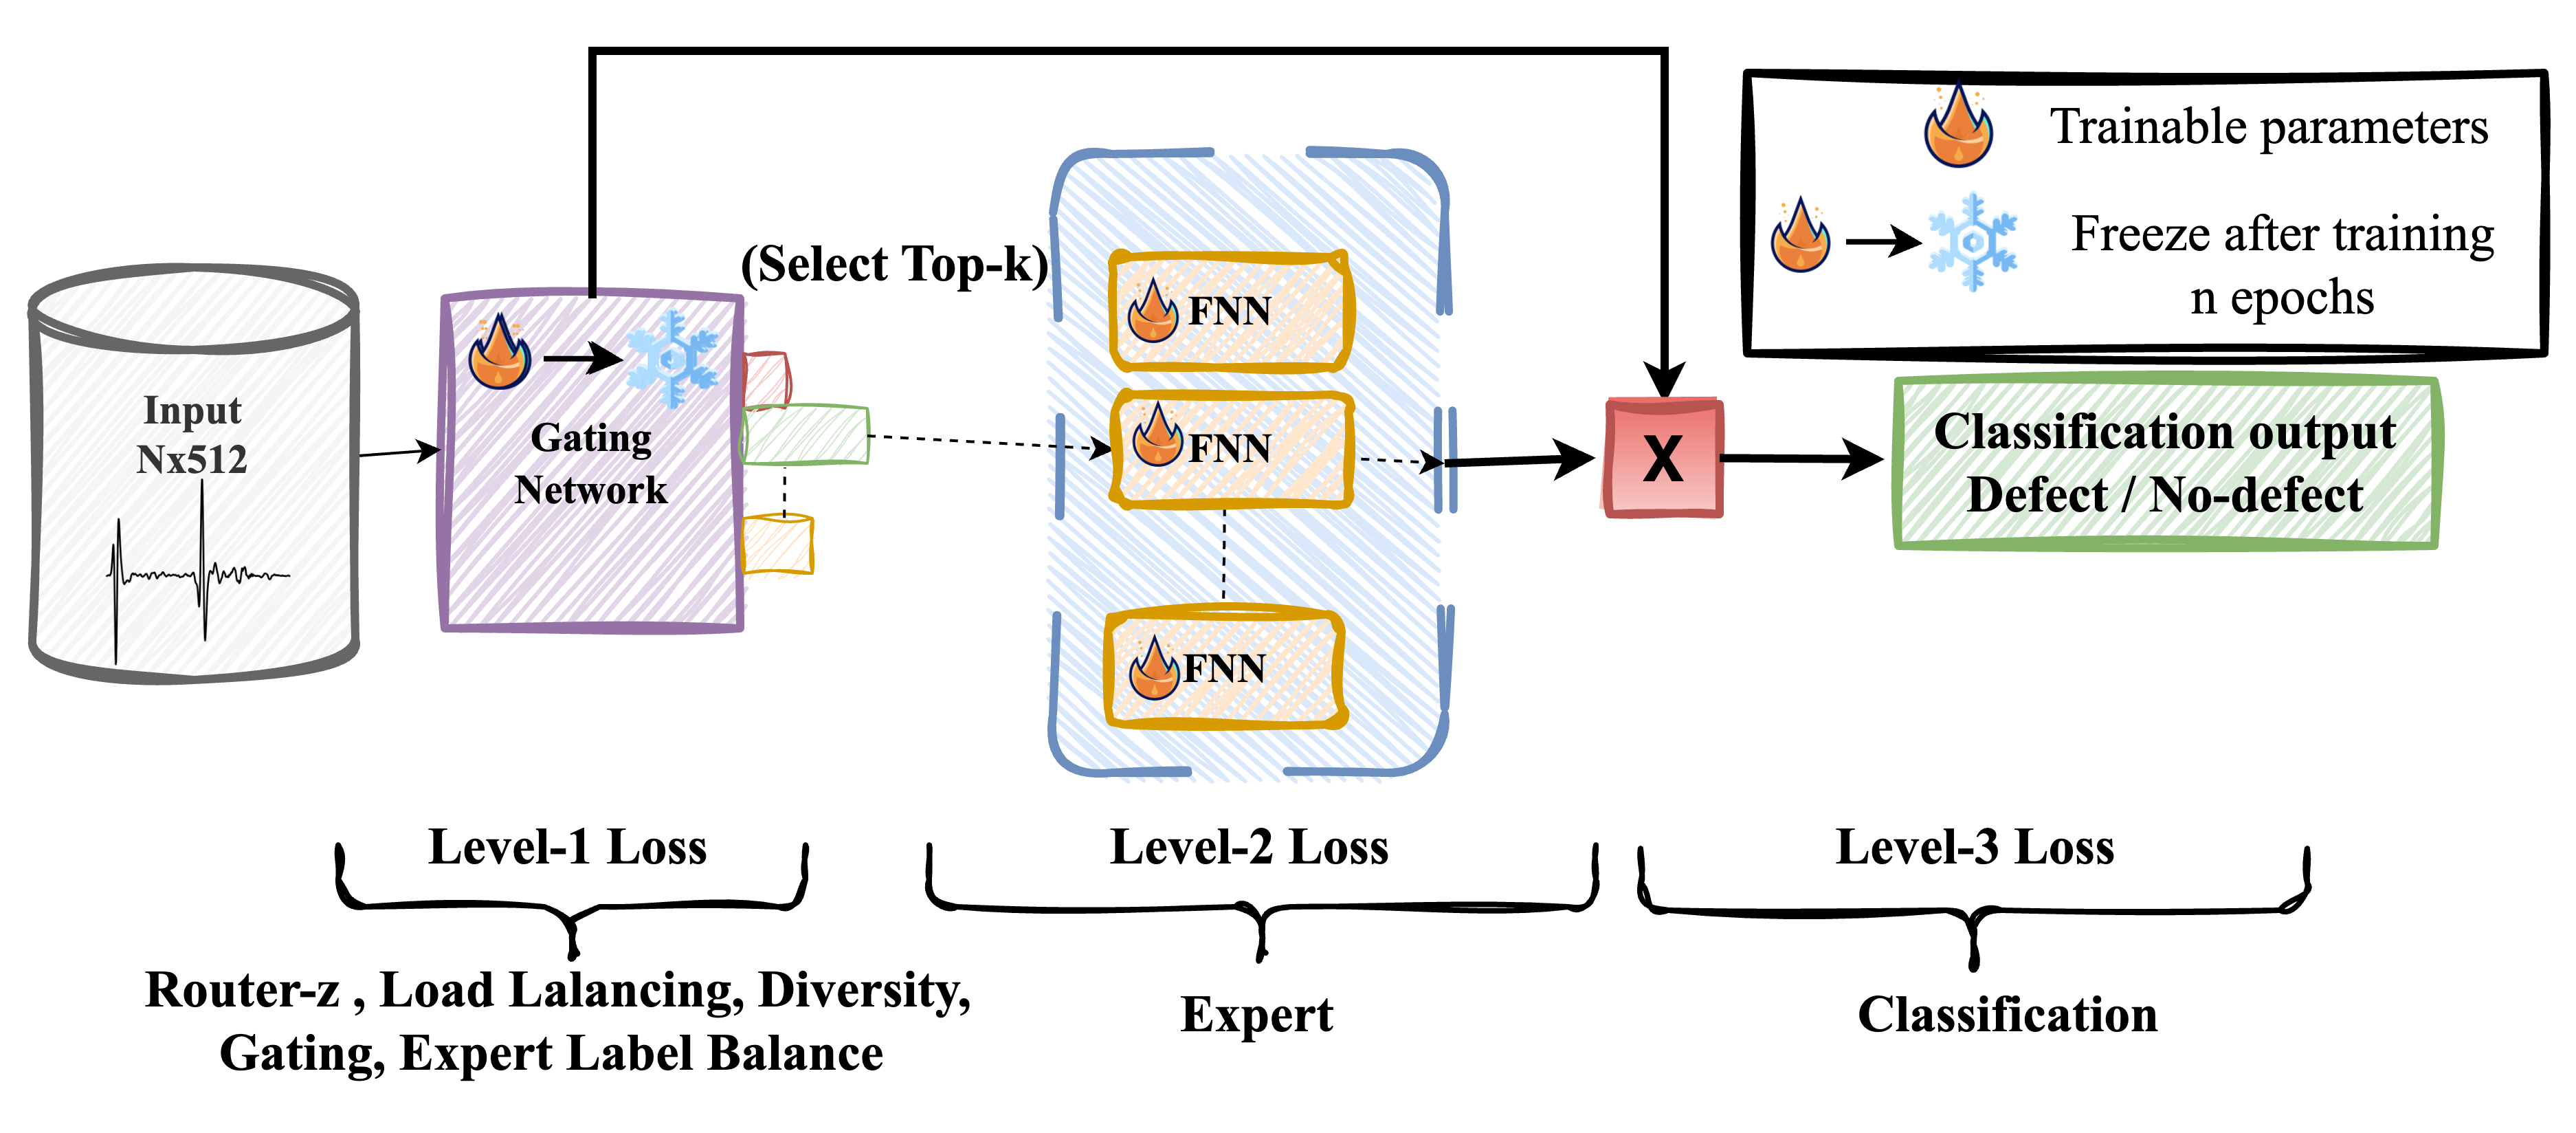 Input
Nx512
Gating
Network
(Select Top-k)
FNN
FNN
FNN
X
Trainable parameters
Freeze after training
n epochs
Classification output
Defect / No-defect
Level-1 Loss
Router-z , Load Lalancing, Diversity,
Gating, Expert Label Balance
Level-2 Loss
Expert
Level-3 Loss
Classification